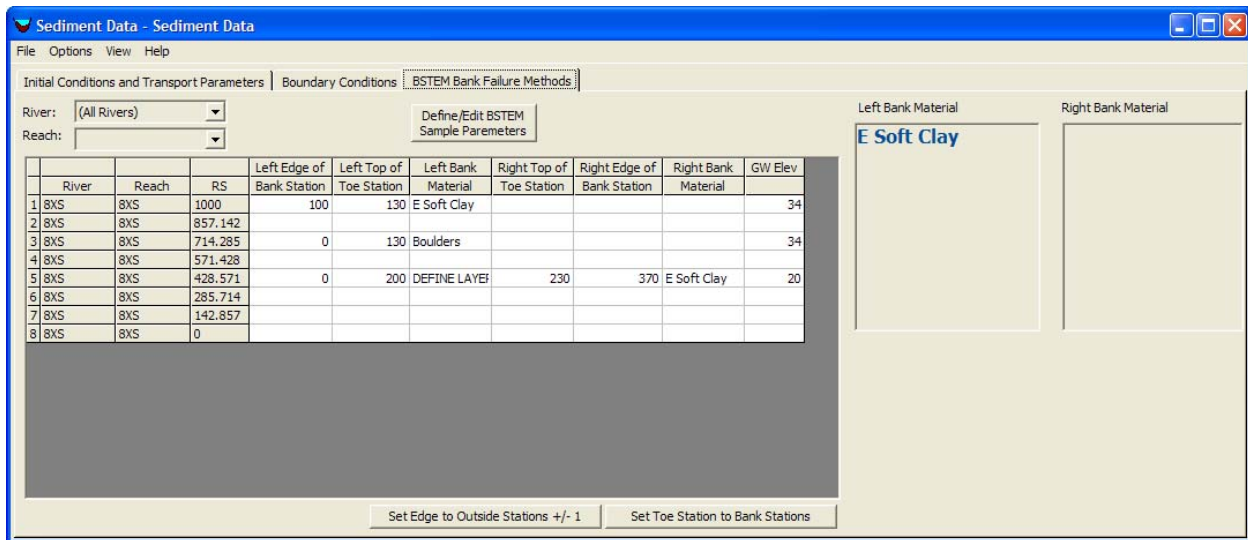 Sediment Data - Sediment Data
File Options View Help
Initial Conditions and Transport Parameters Boundary Conditions BSTEM Bank Failure Methods
River: (All Rivers)
Reach:
Define/Edit BSTEM
Sample Paremeters
Left Bank Material Right Bank Material
E Soft Clay
Left Edge of Left Top of Left Bank Right Top of Right Edge of Right Bank GW Elev
River Reach RS Bank Station Toe Station Material Toe Station Bank Station Material
1 8XS 8XS 1000 100 130 E Soft Clay 34
2 8XS 8XS 857.142
3 8XS 8XS 714.285 0 130 Boulders 34
4 8XS 8XS 571.428
5 8XS 8XS 428.571 0 200 DEFINE LAYER 230 370 E Soft Clay 20
6 8XS 8XS 285.714
7 8XS 8XS 142.857
8 8XS 8XS 0
Set Edge to Outside Stations +/- 1 Set Toe Station to Bank Stations